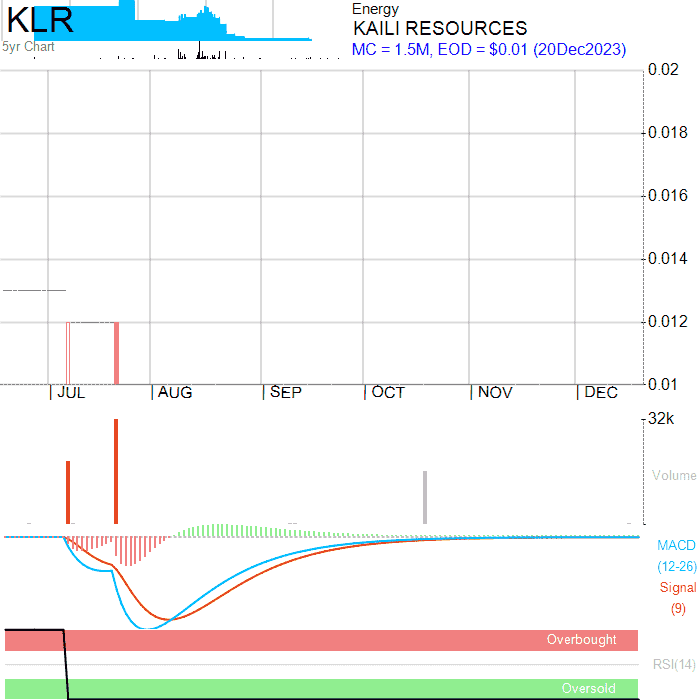 KLR
5yr Chart
Energy
KAILI RESOURCES
MC = 1.5M, EOD = $0.01 (20Dec2023)
0.02
0.018
0.016
0.014
0.012
0.01
JUL AUG SEP OCT NOV DEC
32k
Volume
MACD
(12-26)
Signal
(9)
Overbought
RSI(14)
Oversold